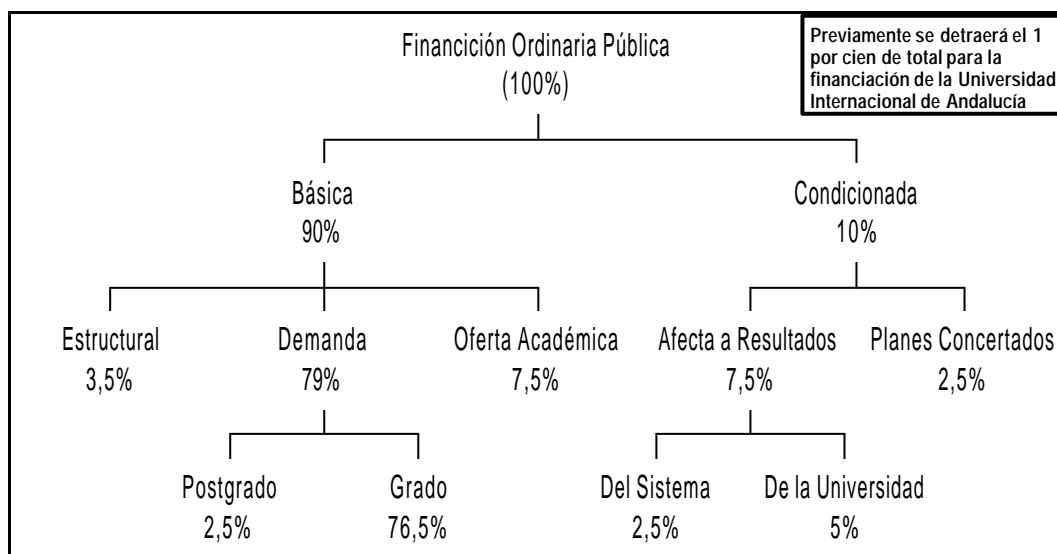 Financición Ordinaria Pública
(100%)
Previamente se detraerá el 1
por cien de total para la
financiación de la Universidad
Internacional de Andalucía
Básica
90%
Condicionada
10%
Estructural
3,5%
Demanda
79%
Oferta Académica
7,5%
Afecta a Resultados
7,5%
Planes Concertados
2,5%
Postgrado
2,5%
Grado
76,5%
Del Sistema
2,5%
De la Universidad
5%